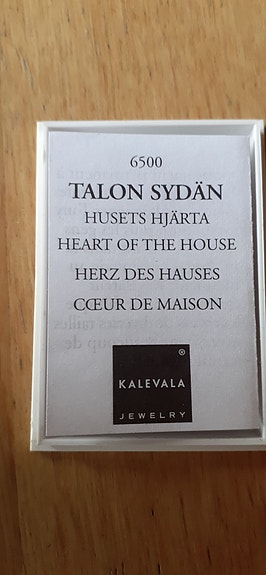 6500
TALON SYDÄN
HUSETS HJÄRTA
HEART OF THE HOUSE
HERZ DES HAUSES
CŒUR DE MAISON
®
KALEVALA
JEWELRY